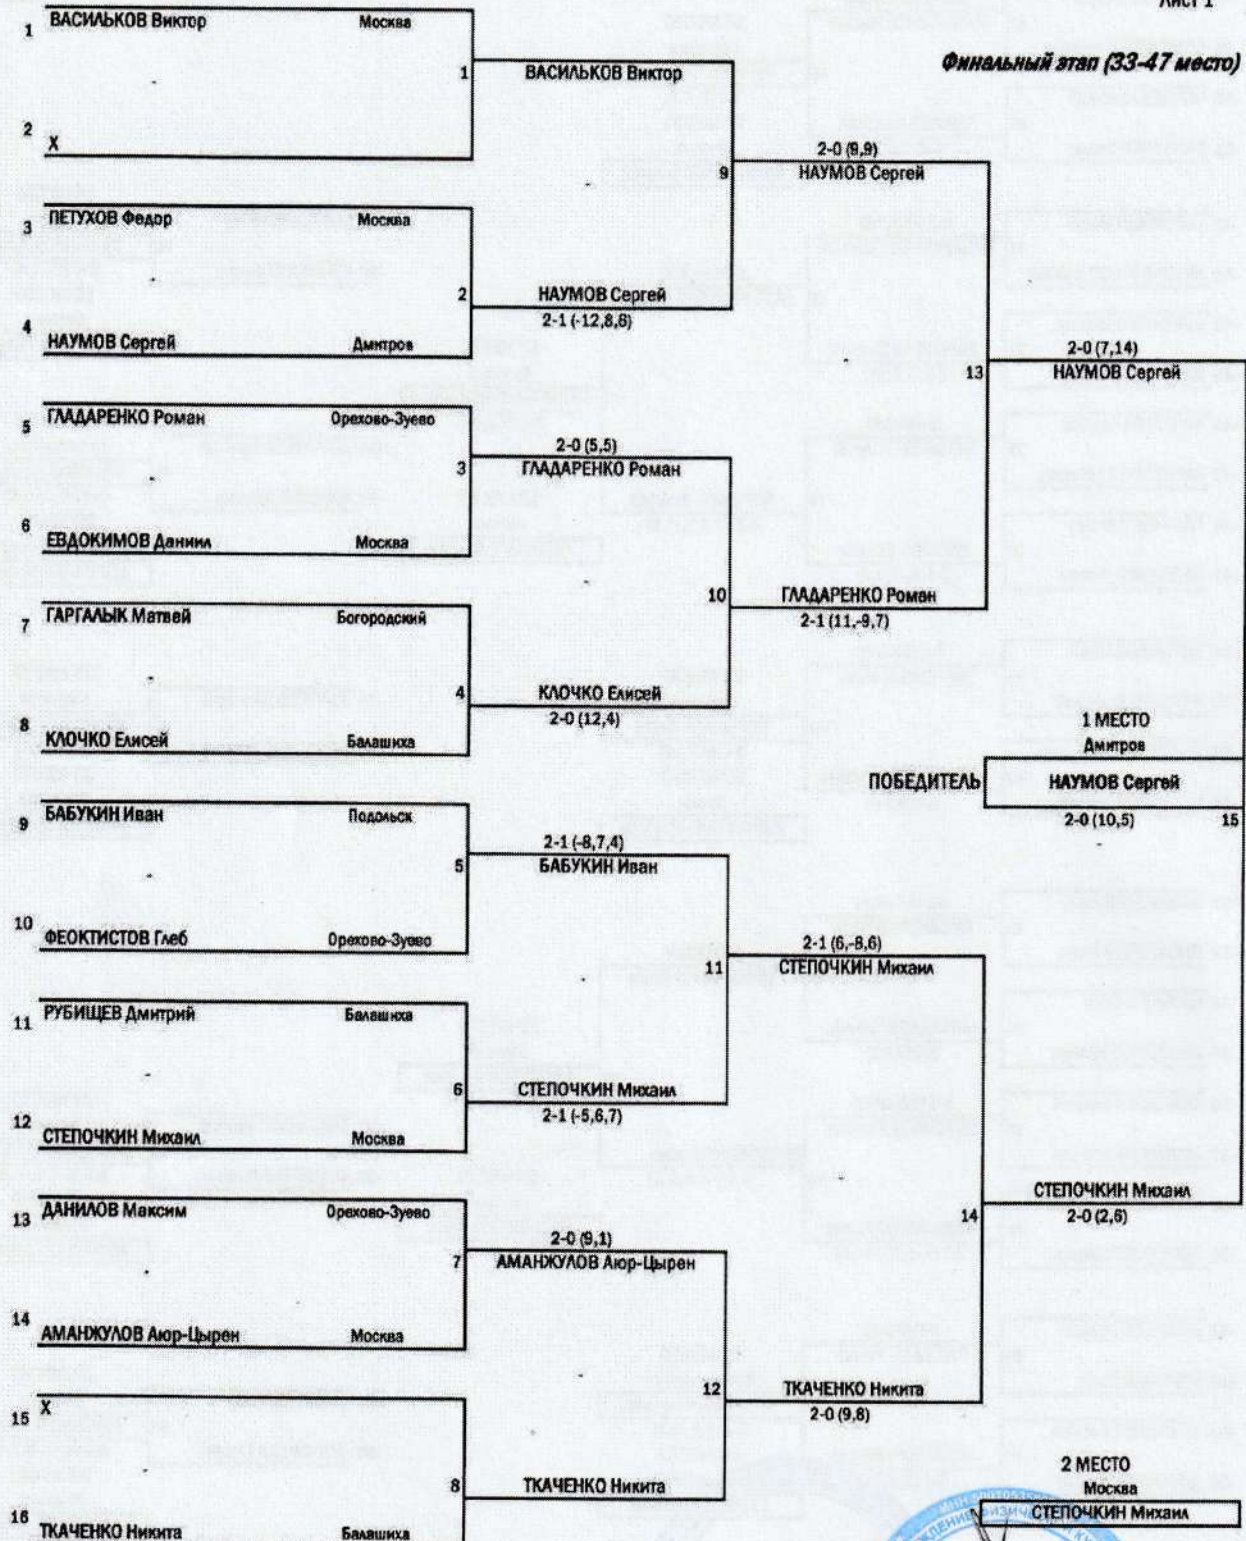 Лист 1
Финальный этап (33-47 место)
1 ВАСИЛЬКОВ Виктор Москва
1 ВАСИЛЬКОВ Виктор
2 X
2-0 (9,9)
9 НАУМОВ Сергей
3 ПЕТУХОВ Федор Москва
2 НАУМОВ Сергей
2-1 (-12,8,6)
4 НАУМОВ Сергей Дмитров
2-0 (7,14)
13 НАУМОВ Сергей
5 ГЛАДАРЕНКО Роман Орехово-Зуево
2-0 (5,5)
3 ГЛАДАРЕНКО Роман
6 ЕВДОКИМОВ Даниил Москва
10 ГЛАДАРЕНКО Роман
2-1 (11,-9,7)
7 ГАРГАЛЫК Матвей Богородский
4 КЛОЧКО Елисей
2-0 (12,4)
8 КЛОЧКО Елисей Балашиха
1 МЕСТО
Дмитров
ПОБЕДИТЕЛЬ НАУМОВ Сергей
2-0 (10,5) 15
9 БАБУКИН Иван Подольск
2-1 (-8,7,4)
5 БАБУКИН Иван
10 ФЕОКТИСТОВ Глеб Орехово-Зуево
2-1 (6,-8,6)
11 СТЕПОЧКИН Михаил
11 РУБИЩЕВ Дмитрий Балашиха
6 СТЕПОЧКИН Михаил
2-1 (-5,6,7)
12 СТЕПОЧКИН Михаил Москва
14 СТЕПОЧКИН Михаил
2-0 (2,6)
13 ДАНИЛОВ Максим Орехово-Зуево
2-0 (9,1)
7 АМАНЖУЛОВ Аюр-Цырен
14 АМАНЖУЛОВ Аюр-Цырен Москва
12 ТКАЧЕНКО Никита
2-0 (9,8)
15 X
8 ТКАЧЕНКО Никита
16 ТКАЧЕНКО Никита Балашиха
2 МЕСТО
Москва
СТЕПОЧКИН Михаил